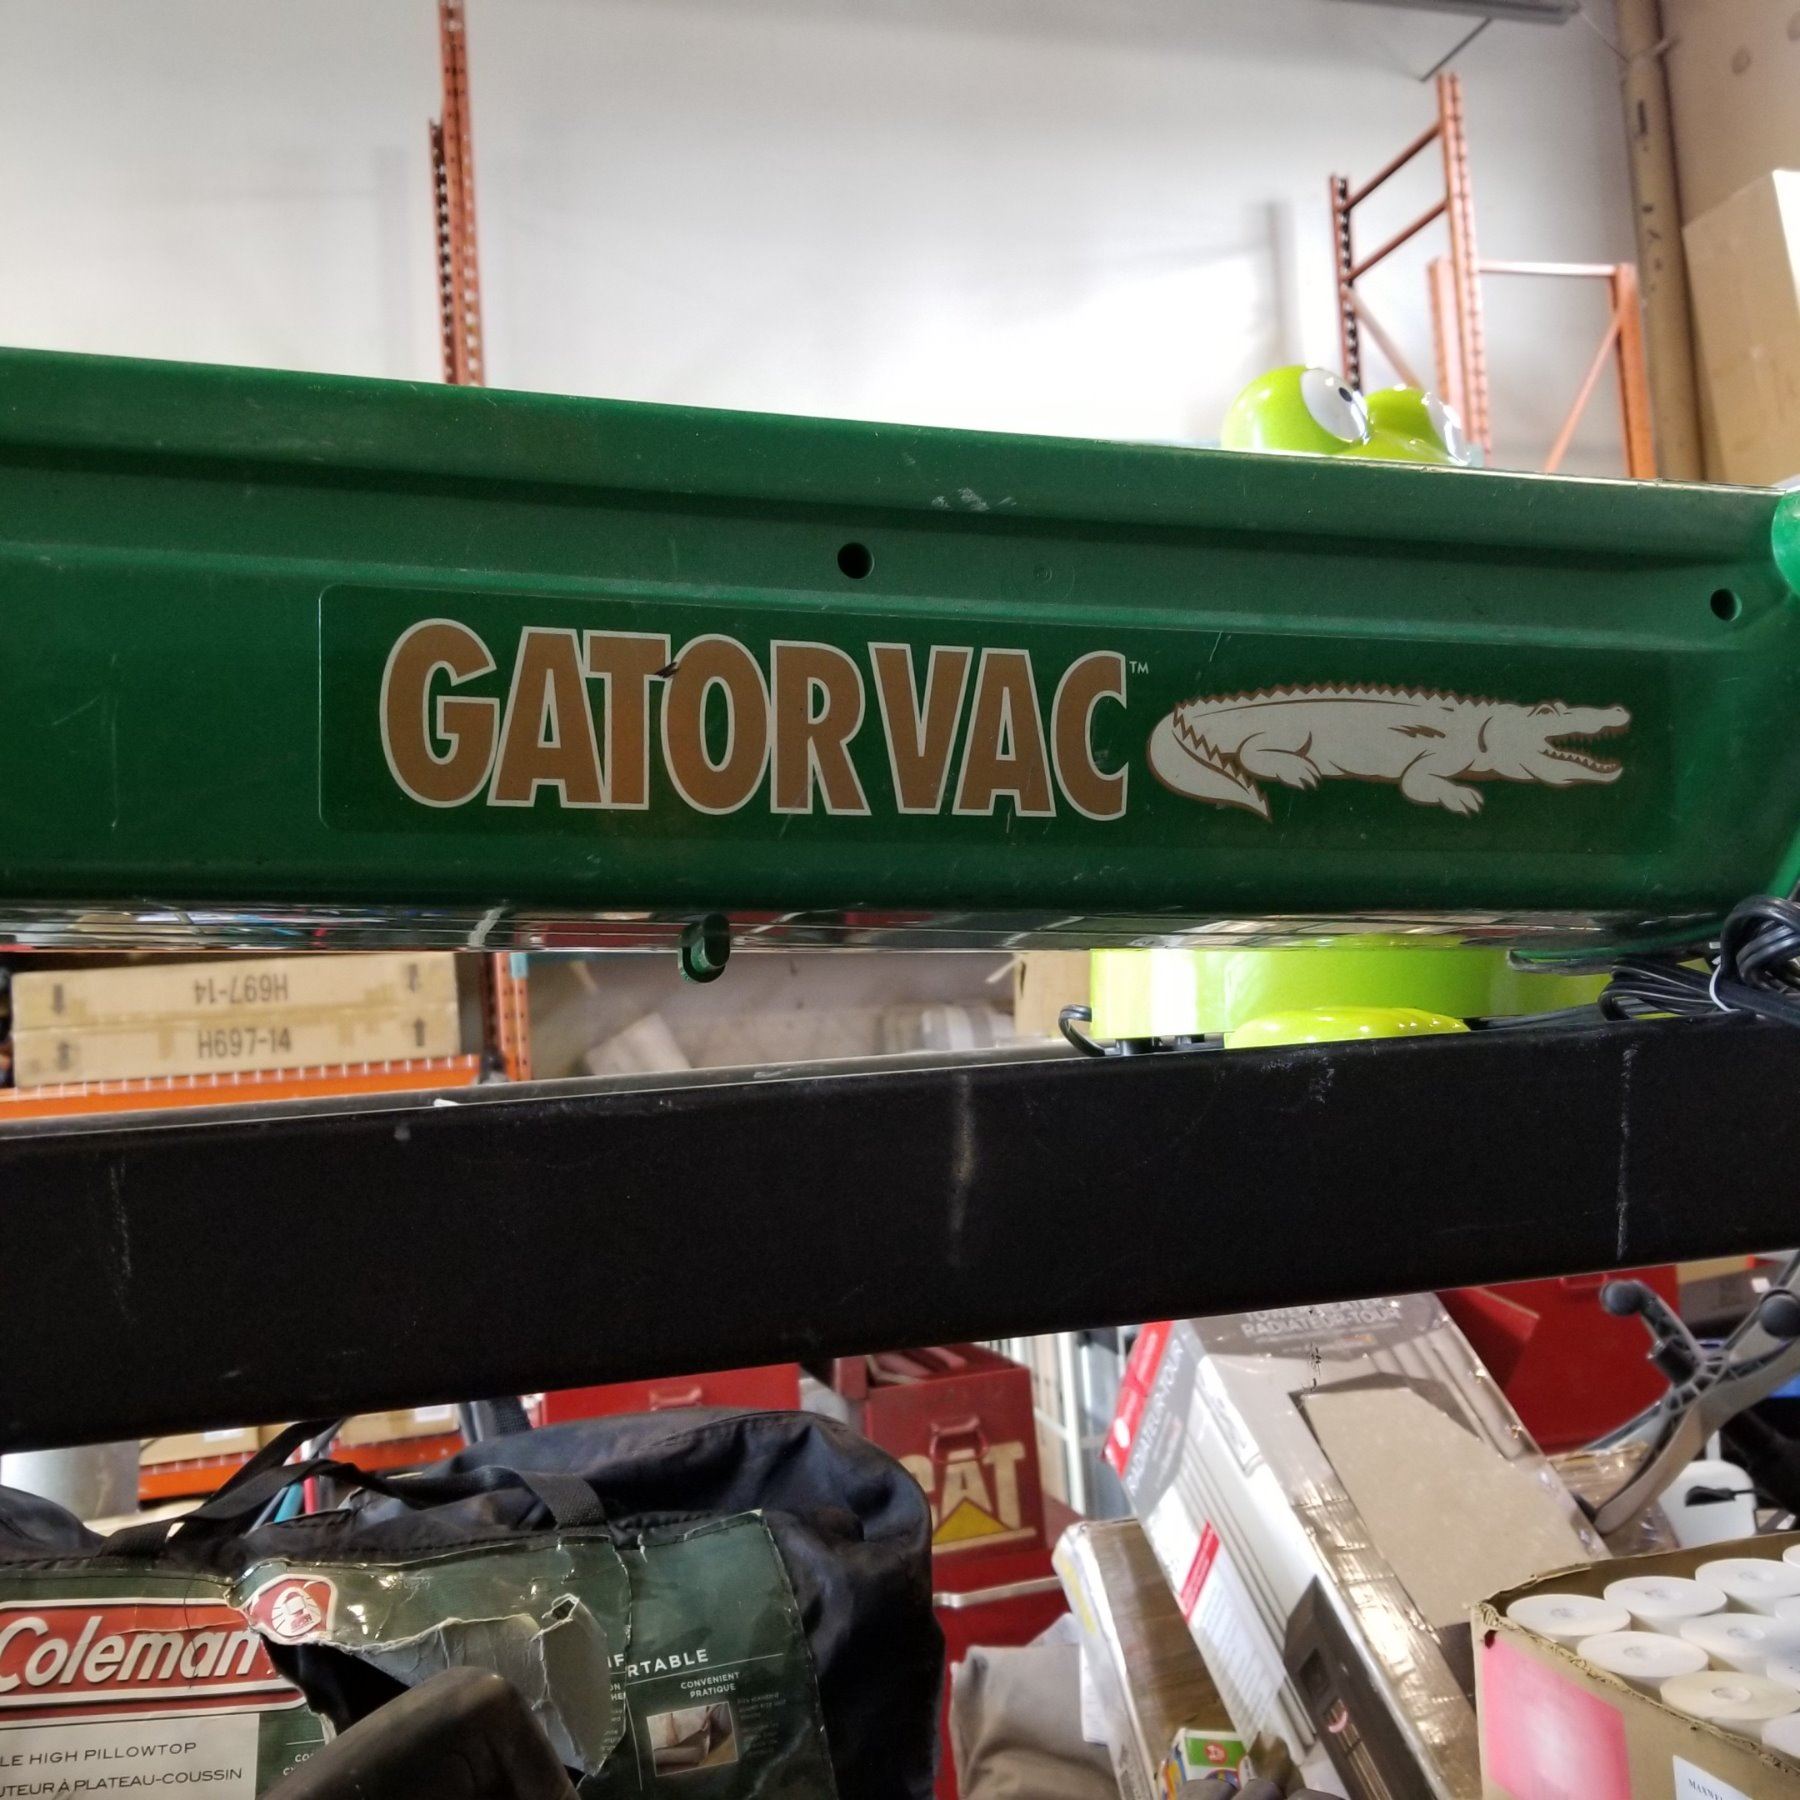 GATORVAC™
H697-14
H697-14
RADIATEUR-TOUR
CAT
Coleman
RTABLE
CONVENIENT
PRATIQUE
LE HIGH PILLOWTOP
UTEUR À PLATEAU-COUSSIN